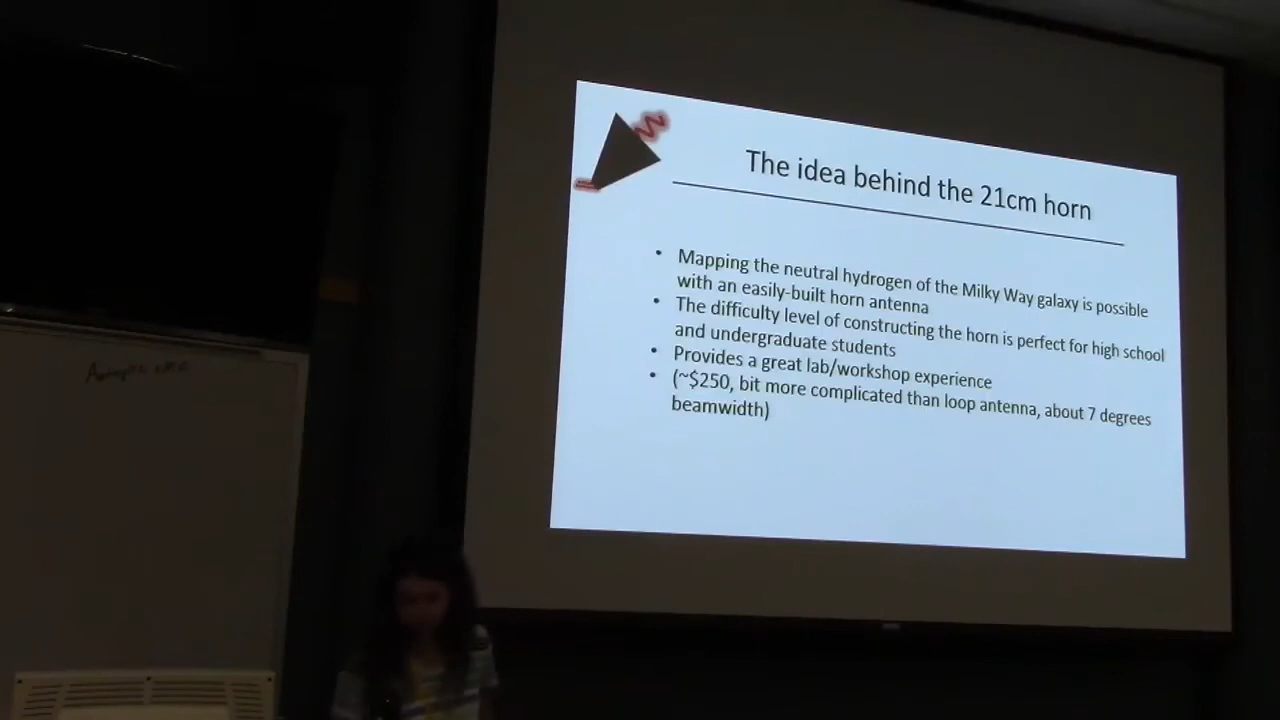 The idea behind the 21cm horn
• Mapping the neutral hydrogen of the Milky Way galaxy is possible
with an easily-built horn antenna
• The difficulty level of constructing the horn is perfect for high school
and undergraduate students
• Provides a great lab/workshop experience
• (~$250, bit more complicated than loop antenna, about 7 degrees
beamwidth)